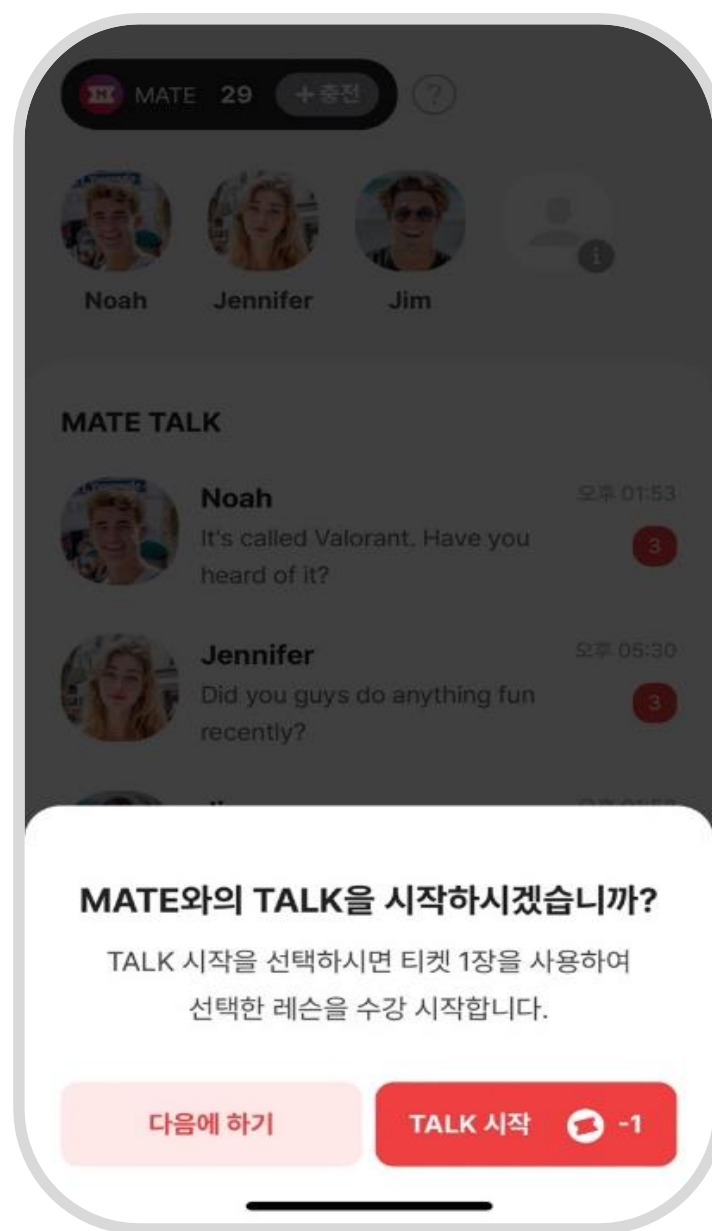 MATE 29 +충전 ?
Noah Jennifer Jim
MATE TALK
Noah 오후 01:53
It's called Valorant. Have you 3
heard of it?
Jennifer 오후 05:30
Did you guys do anything fun 3
recently?
MATE와의 TALK을 시작하시겠습니까?
TALK 시작을 선택하시면 티켓 1장을 사용하여
선택한 레슨을 수강 시작합니다.
다음에 하기 TALK 시작 -1